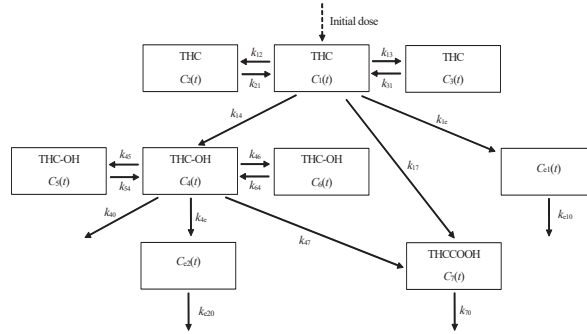 Initial dose
THC
C₂(t)
k₁₂
k₂₁
THC
C₁(t)
k₁₃
k₃₁
THC
C₃(t)
k₁₄
k₁ₑ
k₁₇
THC-OH
C₅(t)
k₄₅
k₅₄
THC-OH
C₄(t)
k₄₆
k₆₄
THC-OH
C₆(t)
Cₑ₁(t)
k₄₀
k₄ₑ
k₄₇
kₑ₁₀
Cₑ₂(t)
THCCOOH
C₇(t)
kₑ₂₀
k₇₀